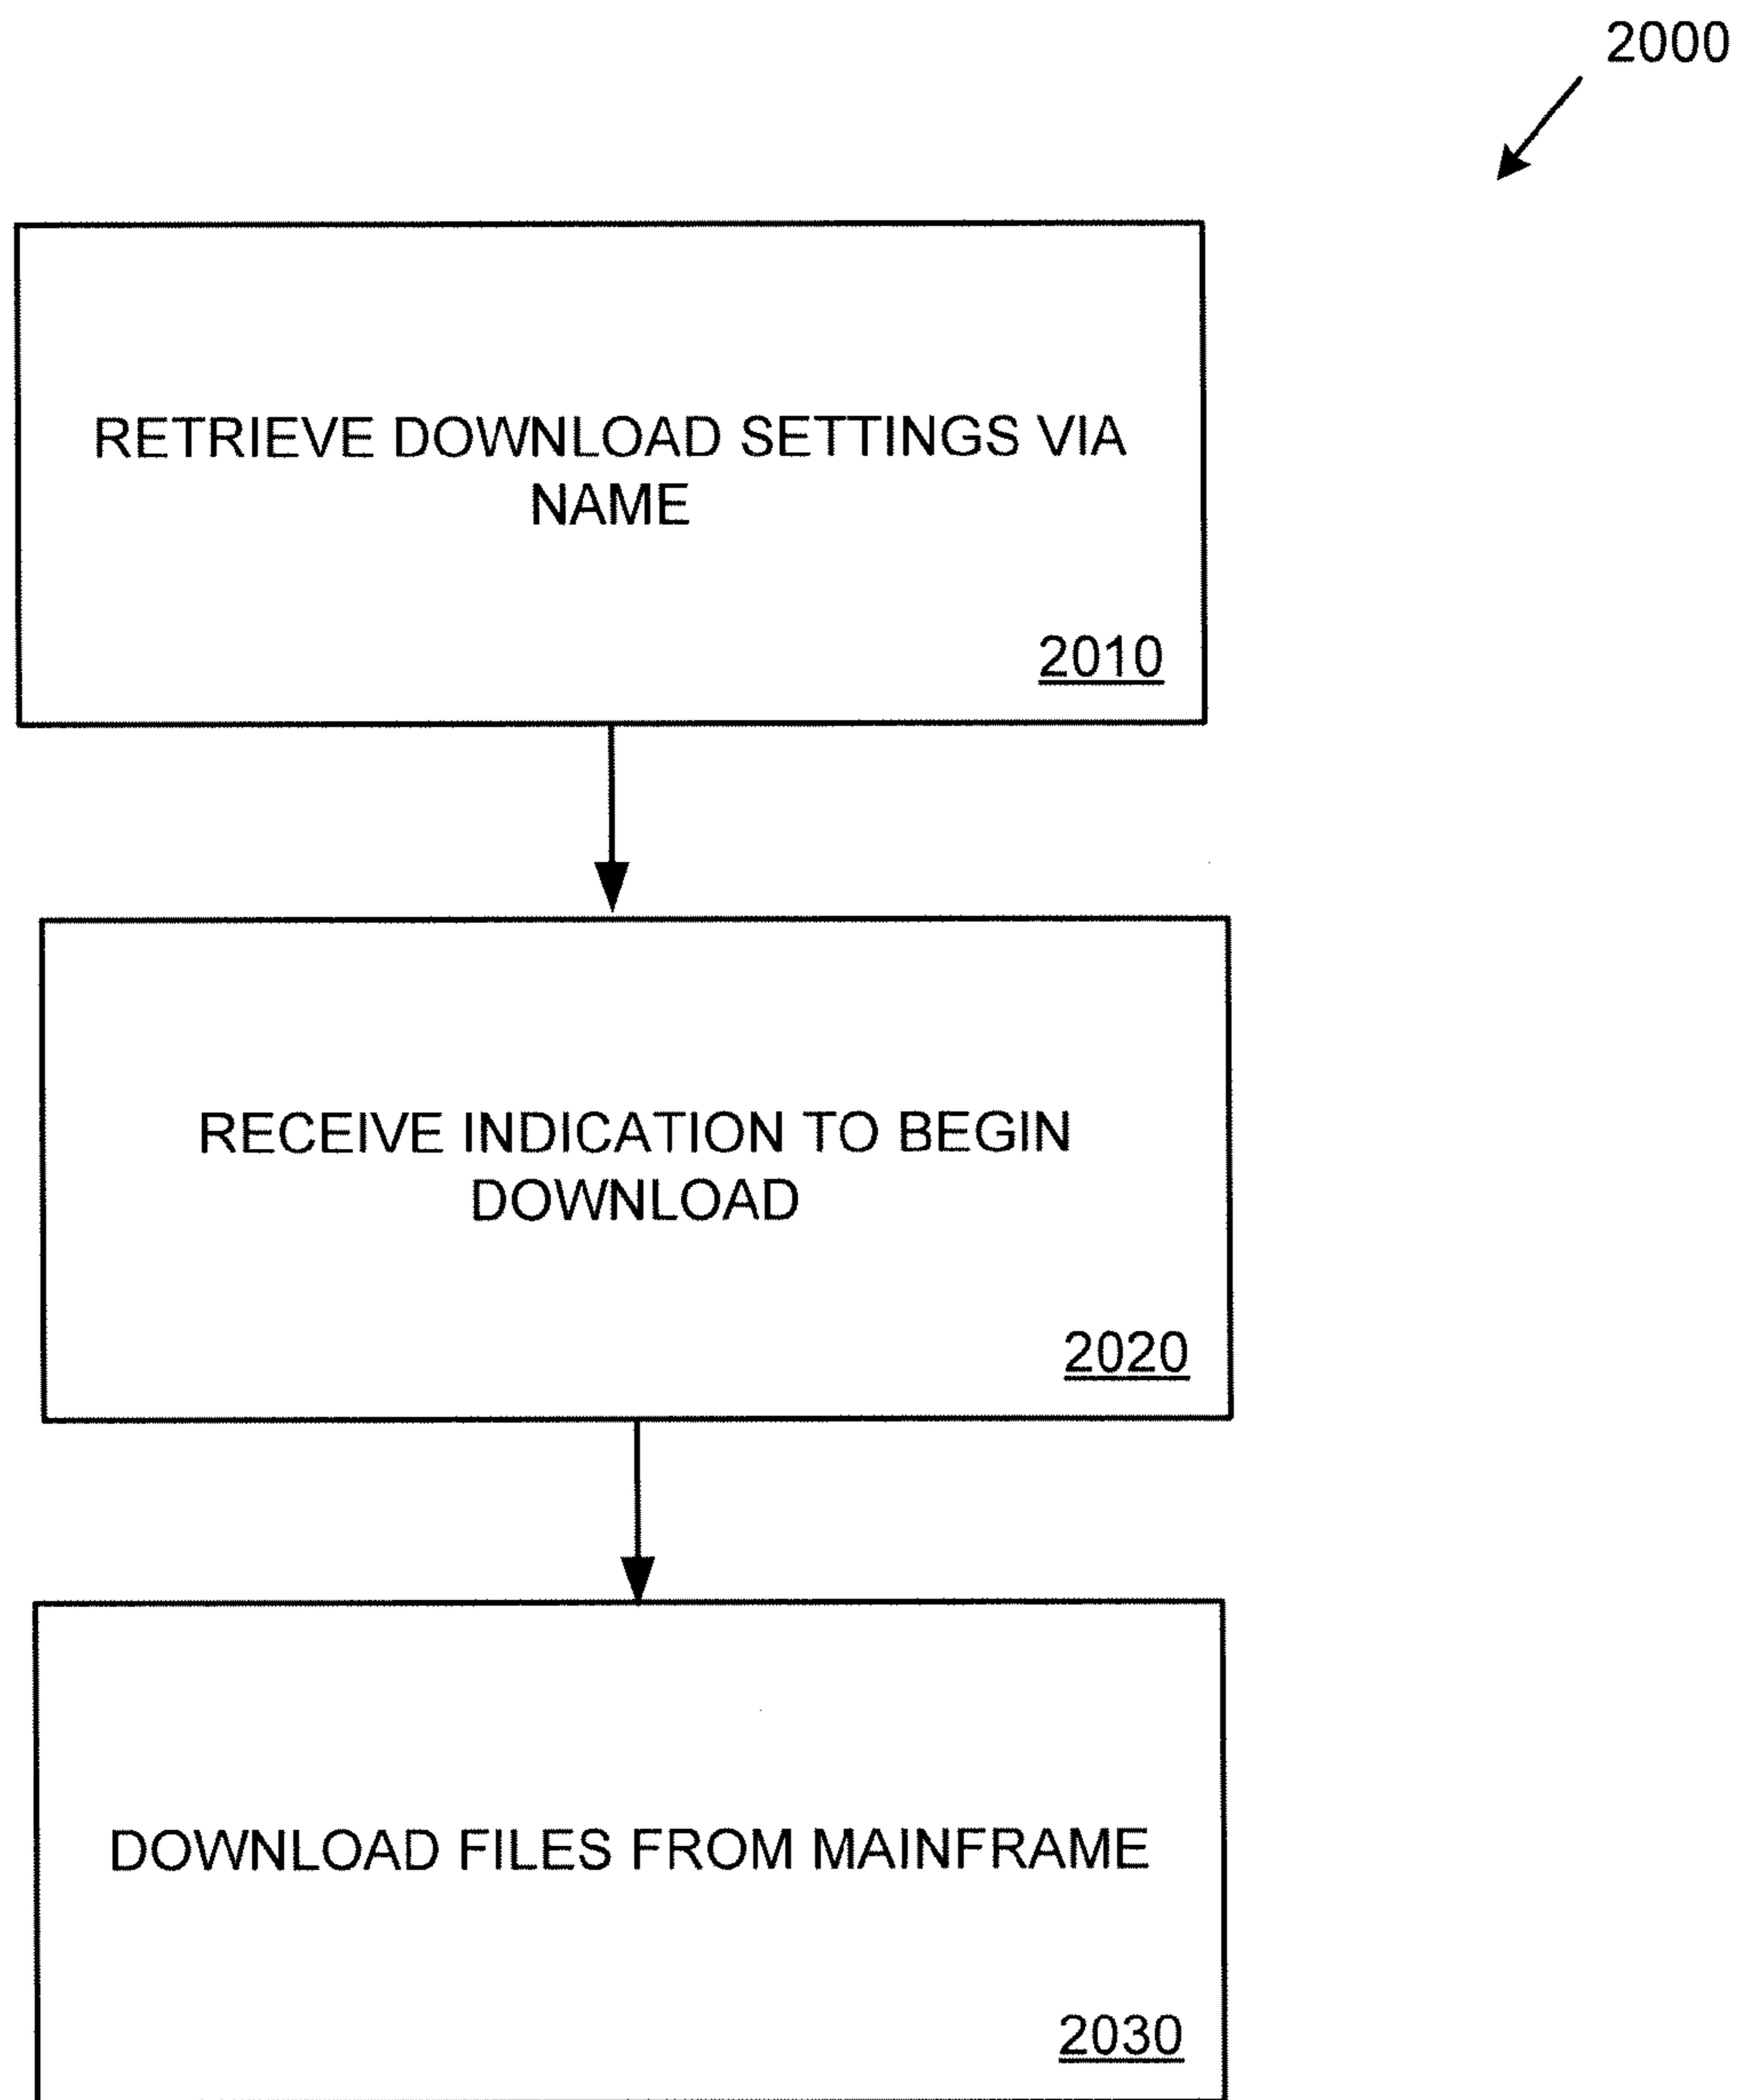 2000
RETRIEVE DOWNLOAD SETTINGS VIA
NAME
2010
RECEIVE INDICATION TO BEGIN
DOWNLOAD
2020
DOWNLOAD FILES FROM MAINFRAME
2030